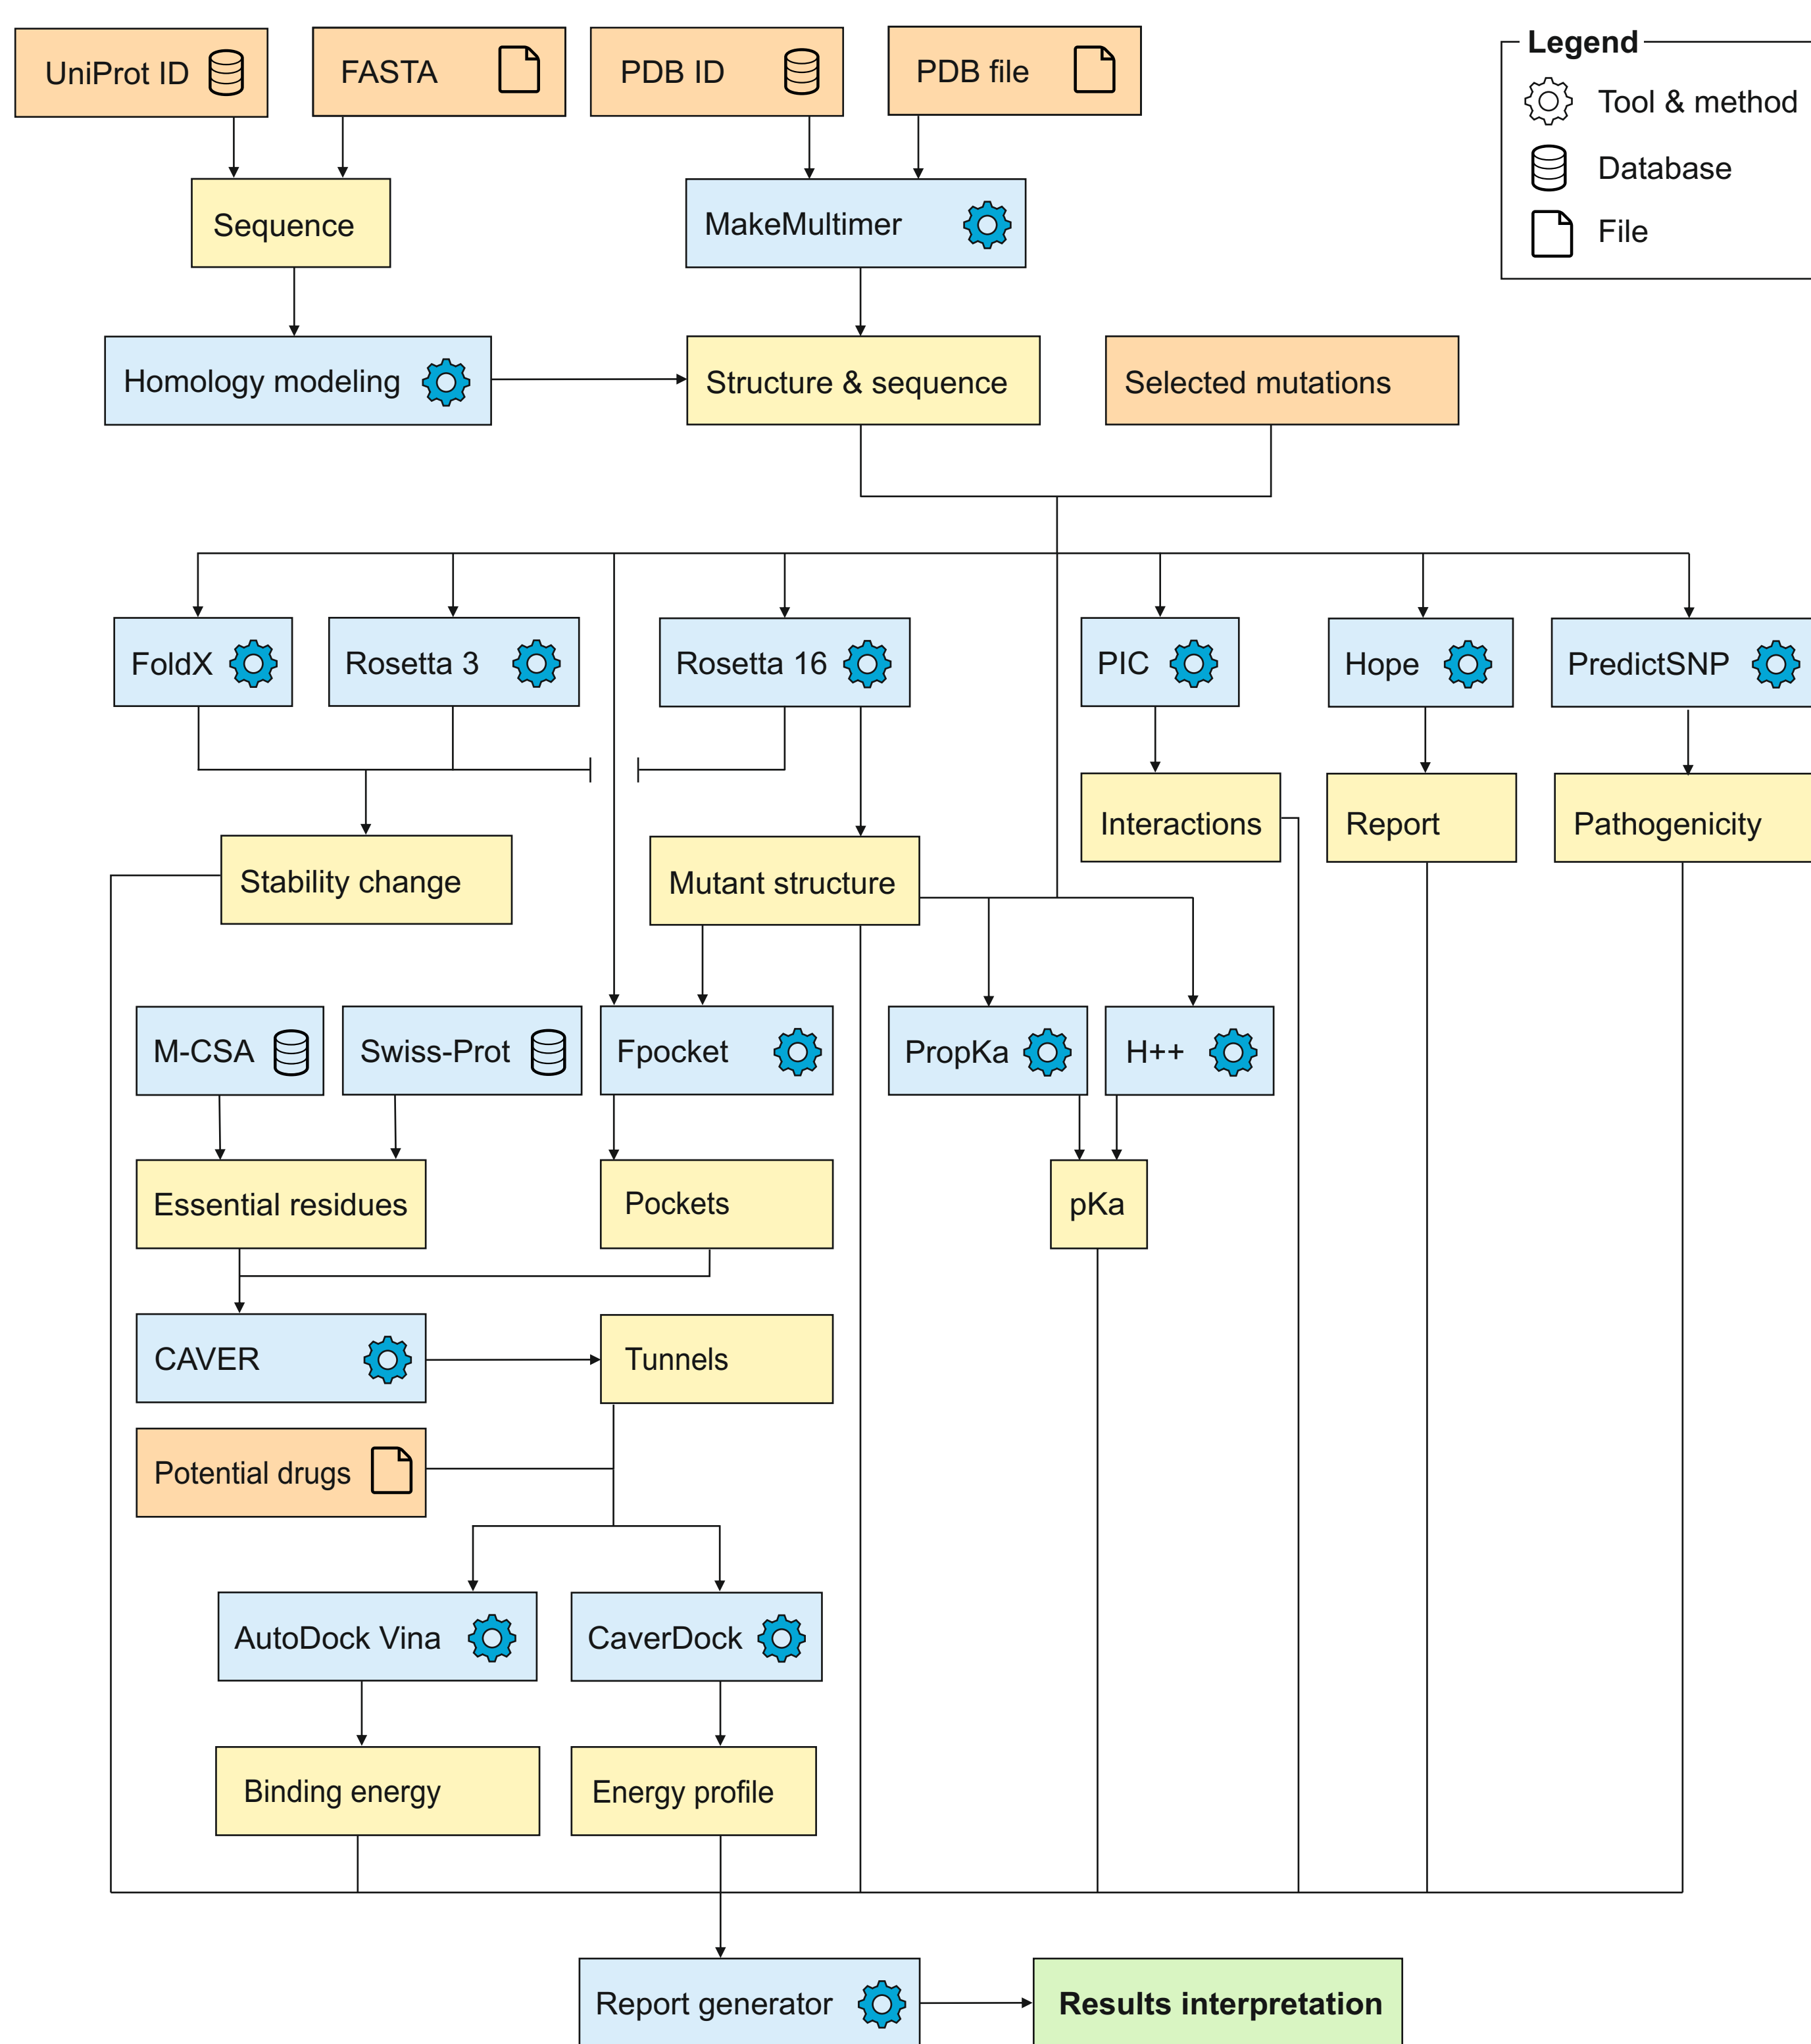 UniProt ID
FASTA
PDB ID
PDB file
Legend
Tool & method
Database
File
Sequence
MakeMultimer
Homology modeling
Structure & sequence
Selected mutations
FoldX
Rosetta 3
Rosetta 16
PIC
Hope
PredictSNP
Interactions
Report
Pathogenicity
Stability change
Mutant structure
M-CSA
Swiss-Prot
Fpocket
PropKa
H++
Essential residues
Pockets
pKa
CAVER
Tunnels
Potential drugs
AutoDock Vina
CaverDock
Binding energy
Energy profile
Report generator
Results interpretation